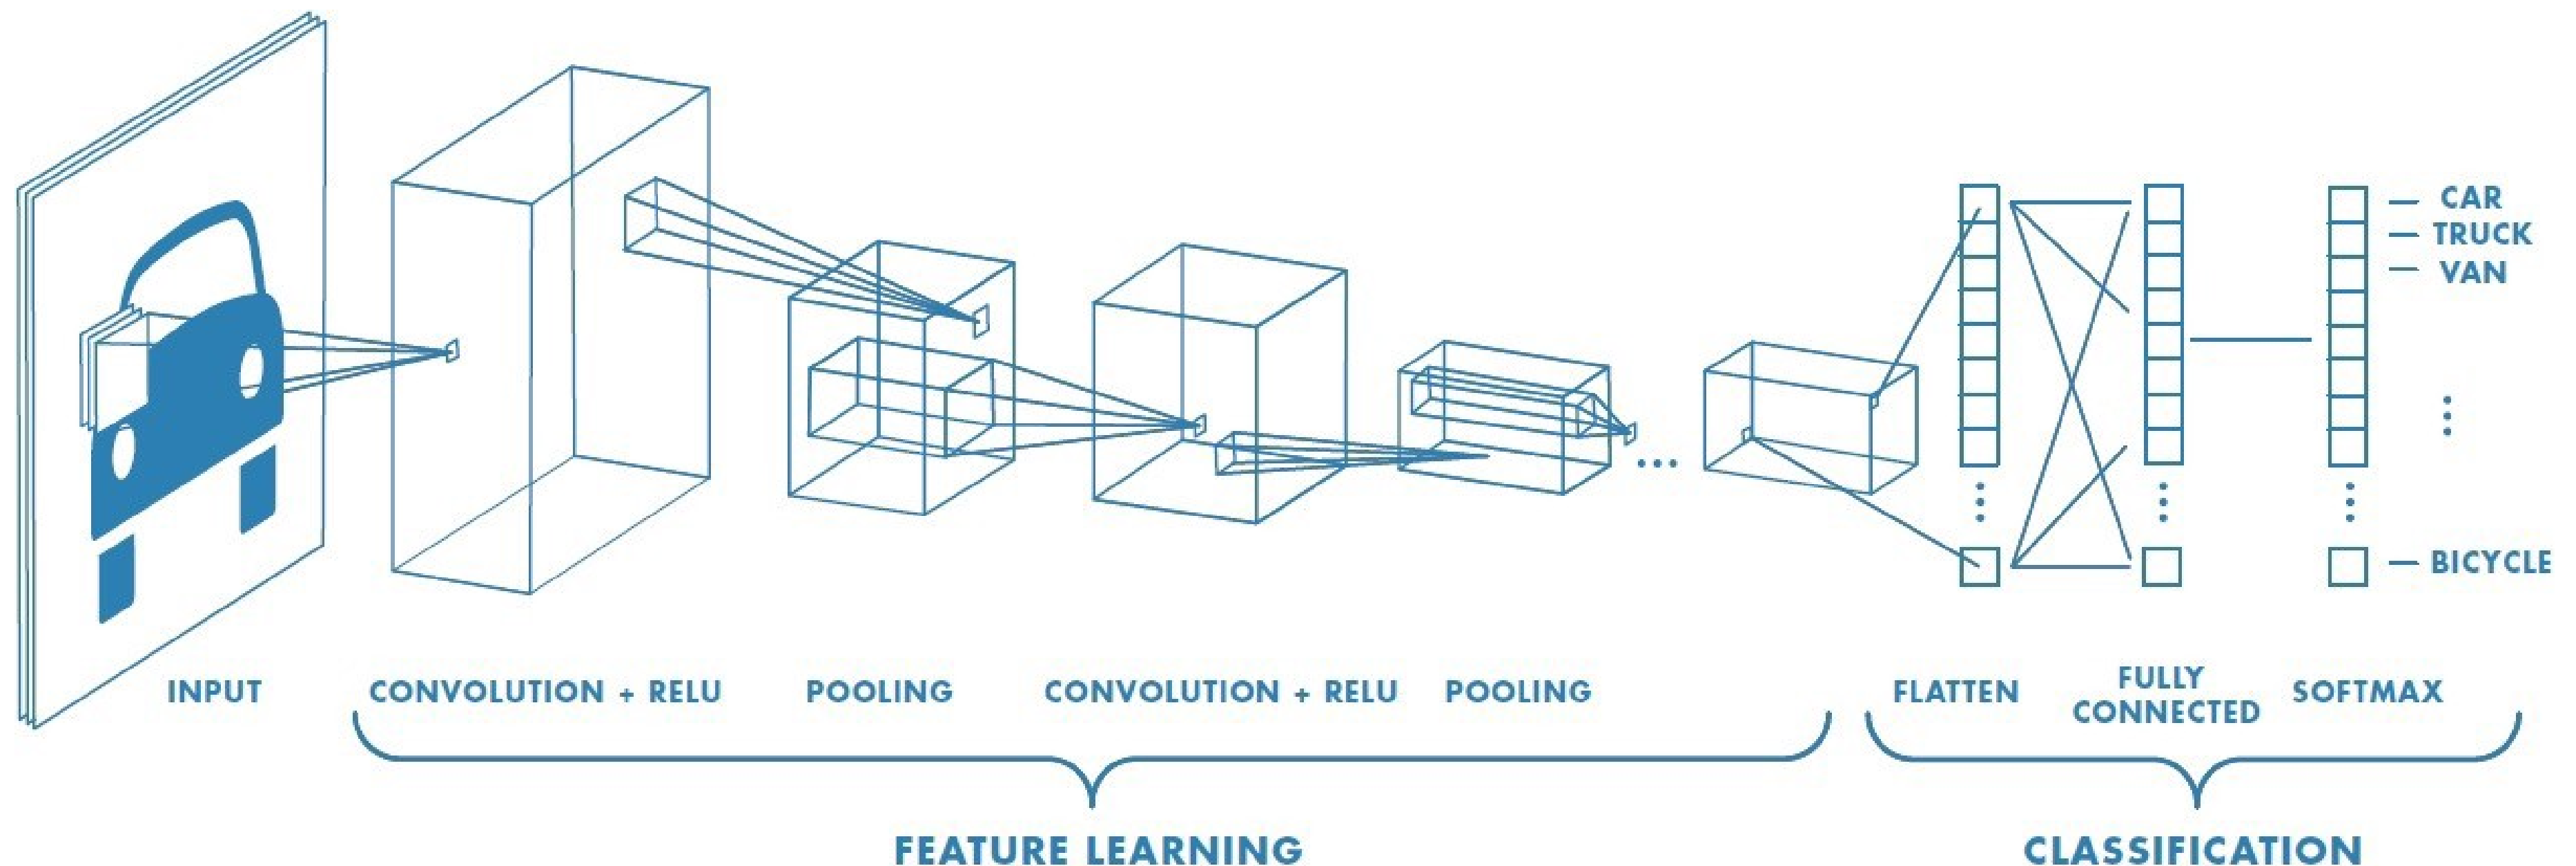 CAR
TRUCK
VAN
BICYCLE
INPUT
CONVOLUTION + RELU
POOLING
CONVOLUTION + RELU
POOLING
FLATTEN
FULLY
CONNECTED
SOFTMAX
FEATURE LEARNING
CLASSIFICATION